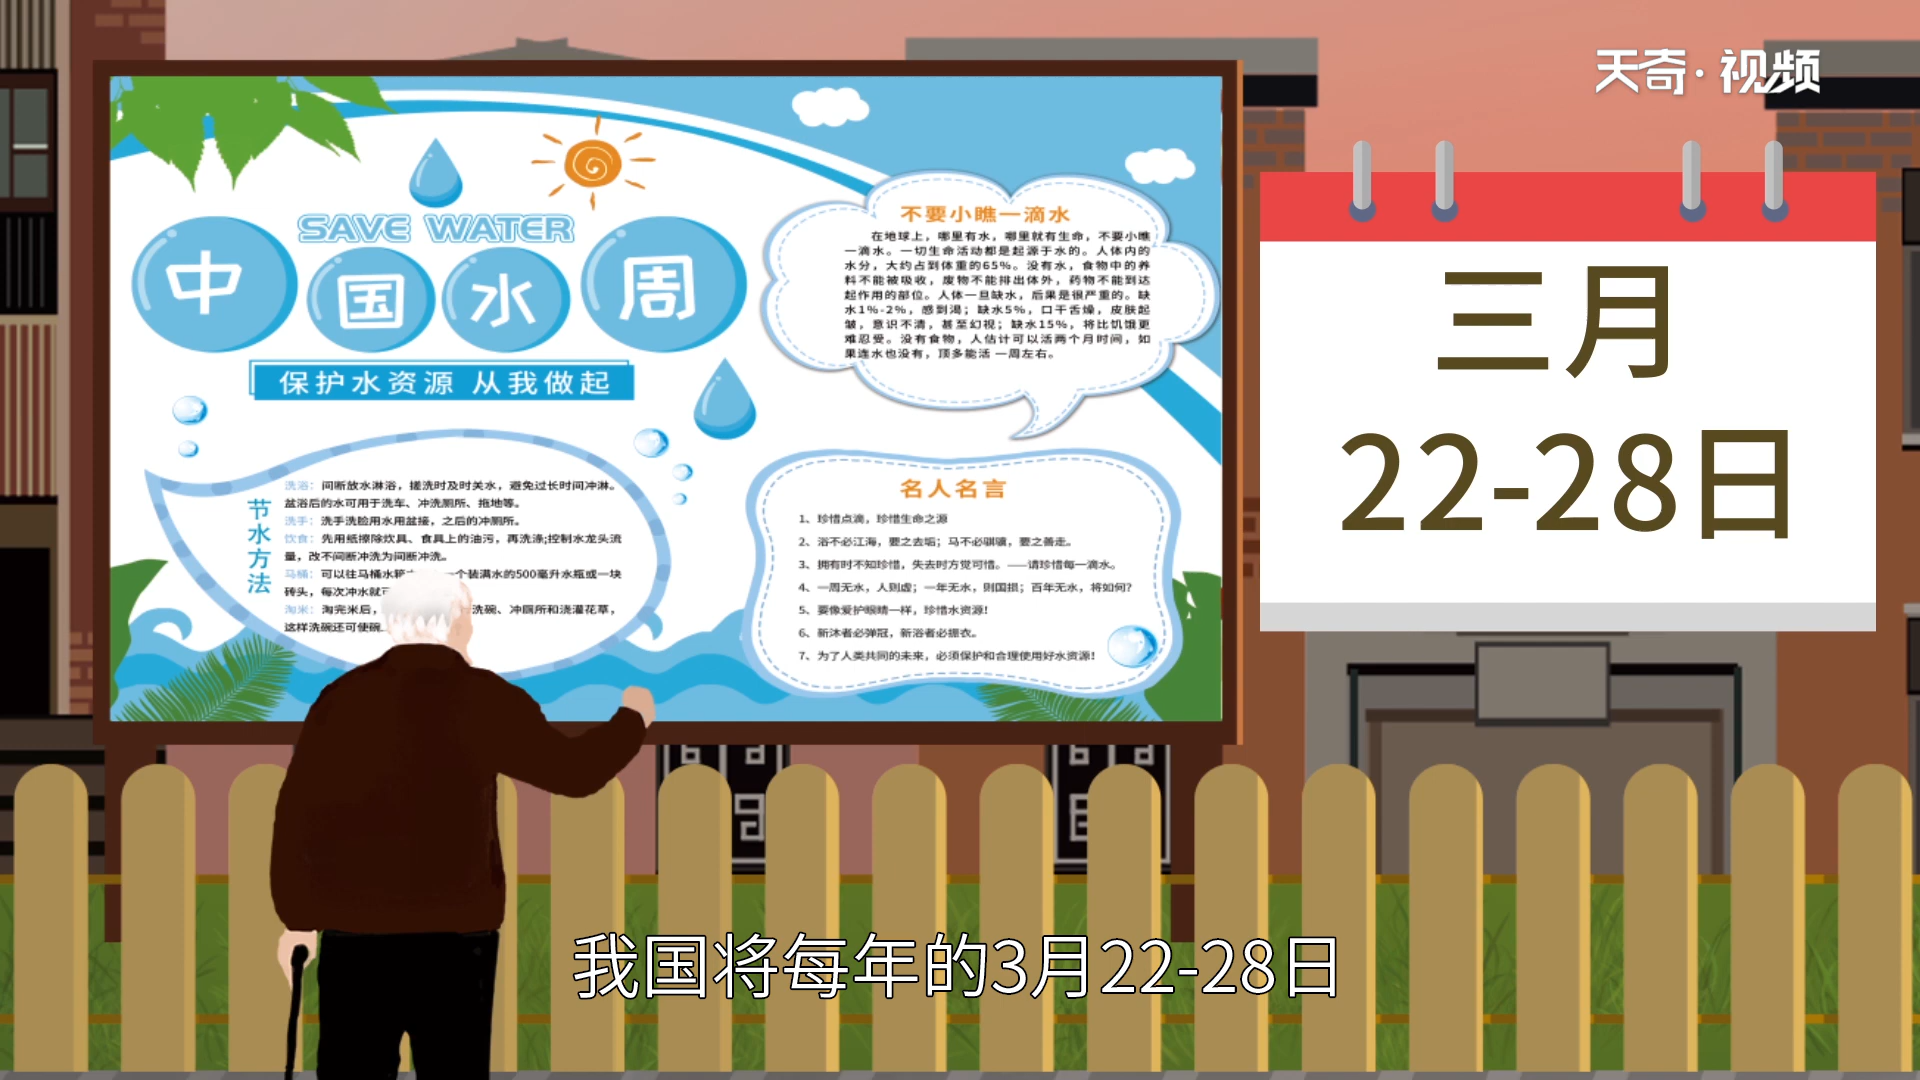 天奇·视频
SAVE WATER
中国水周
保护水资源 从我做起
不要小瞧一滴水
在地球上，哪里有水，哪里就有生命，不要小瞧
一滴水。一切生命活动都是起源于水的。人体内的
水分，大约占到体重的65%。没有水，食物中的养
料不能被吸收，废物不能排出体外，药物不能到达
起作用的部位。人体一旦缺水，后果是很严重的。缺
水1%-2%，感到渴；缺水5%，口干舌燥，皮肤起
皱，意识不清，甚至幻视；缺水15%，将比饥饿更
难忍受。没有食物，人估计可以活两个月时间，如
果连水也没有，顶多能活 一周左右。
节水方法
洗浴：间断放水淋浴，搓洗时及时关水，避免过长时间冲淋。
盆浴后的水可用于洗车、冲洗厕所、拖地等。
洗手：洗手洗脸用水用盆接，之后的冲厕所。
饮食：先用纸擦除炊具、食具上的油污，再洗涤;控制水龙头流
量，改不间断冲洗为间断冲洗。
马桶：可以往马桶水箱 一个装满水的500毫升水瓶或一块
砖头，每次冲水就
淘米：淘完米后， 洗碗、冲厕所和浇灌花草，
这样洗碗还可使碗
名人名言
1、珍惜点滴，珍惜生命之源
2、浴不必江海，要之去垢；马不必骐骥，要之善走。
3、拥有时不知珍惜，失去时方觉可惜。——请珍惜每一滴水。
4、一周无水，人则虚；一年无水，则国损；百年无水，将如何？
5、要像爱护眼睛一样，珍惜水资源！
6、新沐者必弹冠，新浴者必振衣。
7、为了人类共同的未来，必须保护和合理使用好水资源！
三月
22-28日
我国将每年的3月22-28日